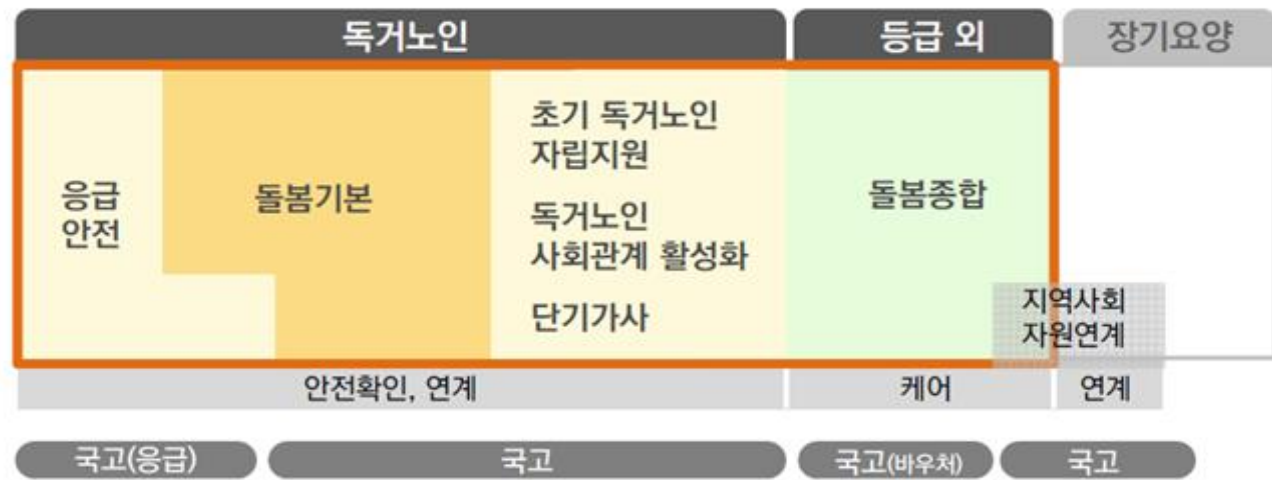 독거노인
등급 외
장기요양
응급
안전
돌봄기본
초기 독거노인
자립지원
독거노인
사회관계 활성화
단기가사
돌봄종합
지역사회
자원연계
안전확인, 연계
케어
연계
국고(응급)
국고
국고(바우처)
국고